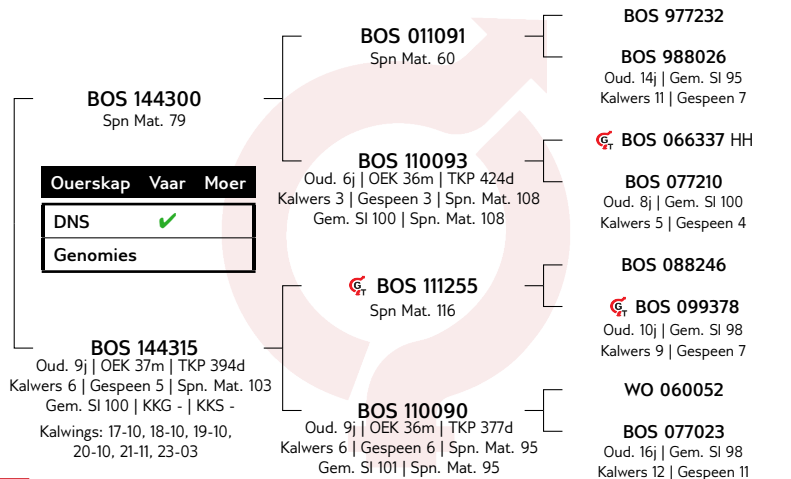 BOS 144300
Spn Mat. 79
Ouerskap Vaar Moer
DNS ✔
Genomies
BOS 144315
Oud. 9j | OEK 37m | TKP 394d
Kalwers 6 | Gespeen 5 | Spn. Mat. 103
Gem. SI 100 | KKG - | KKS -
Kalwings: 17-10, 18-10, 19-10,
20-10, 21-11, 23-03
BOS 011091
Spn Mat. 60
BOS 110093
Oud. 6j | OEK 36m | TKP 424d
Kalwers 3 | Gespeen 3 | Spn. Mat. 108
Gem. SI 100 | Spn. Mat. 108
GT BOS 111255
Spn Mat. 116
BOS 110090
Oud. 9j | OEK 36m | TKP 377d
Kalwers 6 | Gespeen 6 | Spn. Mat. 95
Gem. SI 101 | Spn. Mat. 95
BOS 977232
BOS 988026
Oud. 14j | Gem. SI 95
Kalwers 11 | Gespeen 7
GT BOS 066337 HH
BOS 077210
Oud. 8j | Gem. SI 100
Kalwers 5 | Gespeen 4
BOS 088246
GT BOS 099378
Oud. 10j | Gem. SI 98
Kalwers 9 | Gespeen 7
WO 060052
BOS 077023
Oud. 16j | Gem. SI 98
Kalwers 12 | Gespeen 11